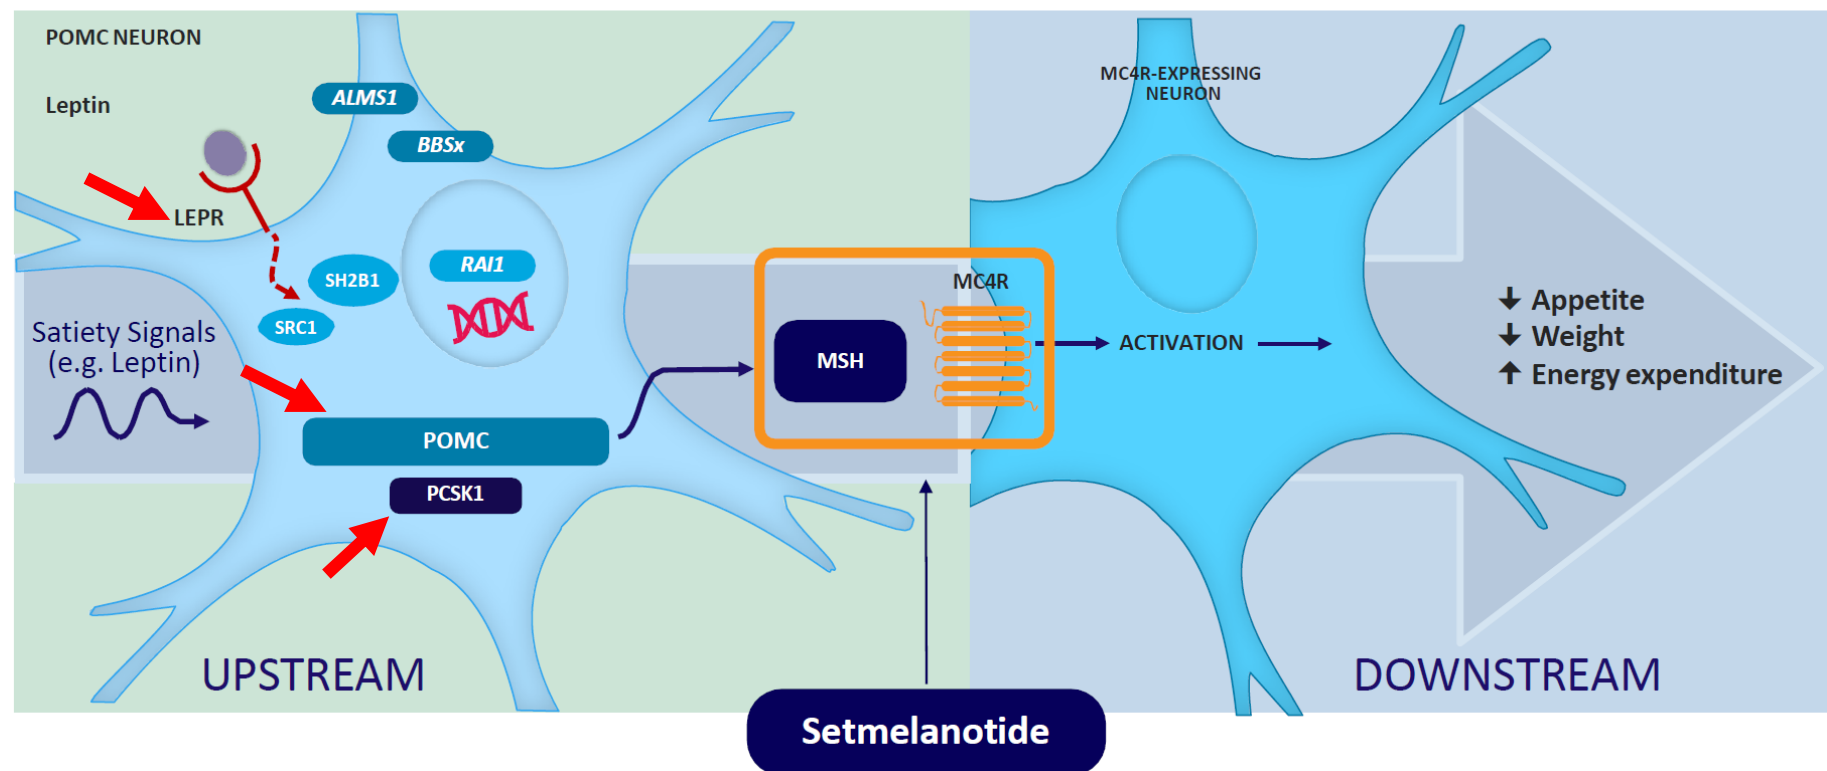 POMC NEURON
Leptin
ALMS1
BBSx
LEPR
SH2B1
RAI1
SRC1
Satiety Signals
(e.g. Leptin)
POMC
PCSK1
UPSTREAM
MSH
MC4R
MC4R-EXPRESSING
NEURON
ACTIVATION
Appetite
Weight
Energy expenditure
DOWNSTREAM
Setmelanotide